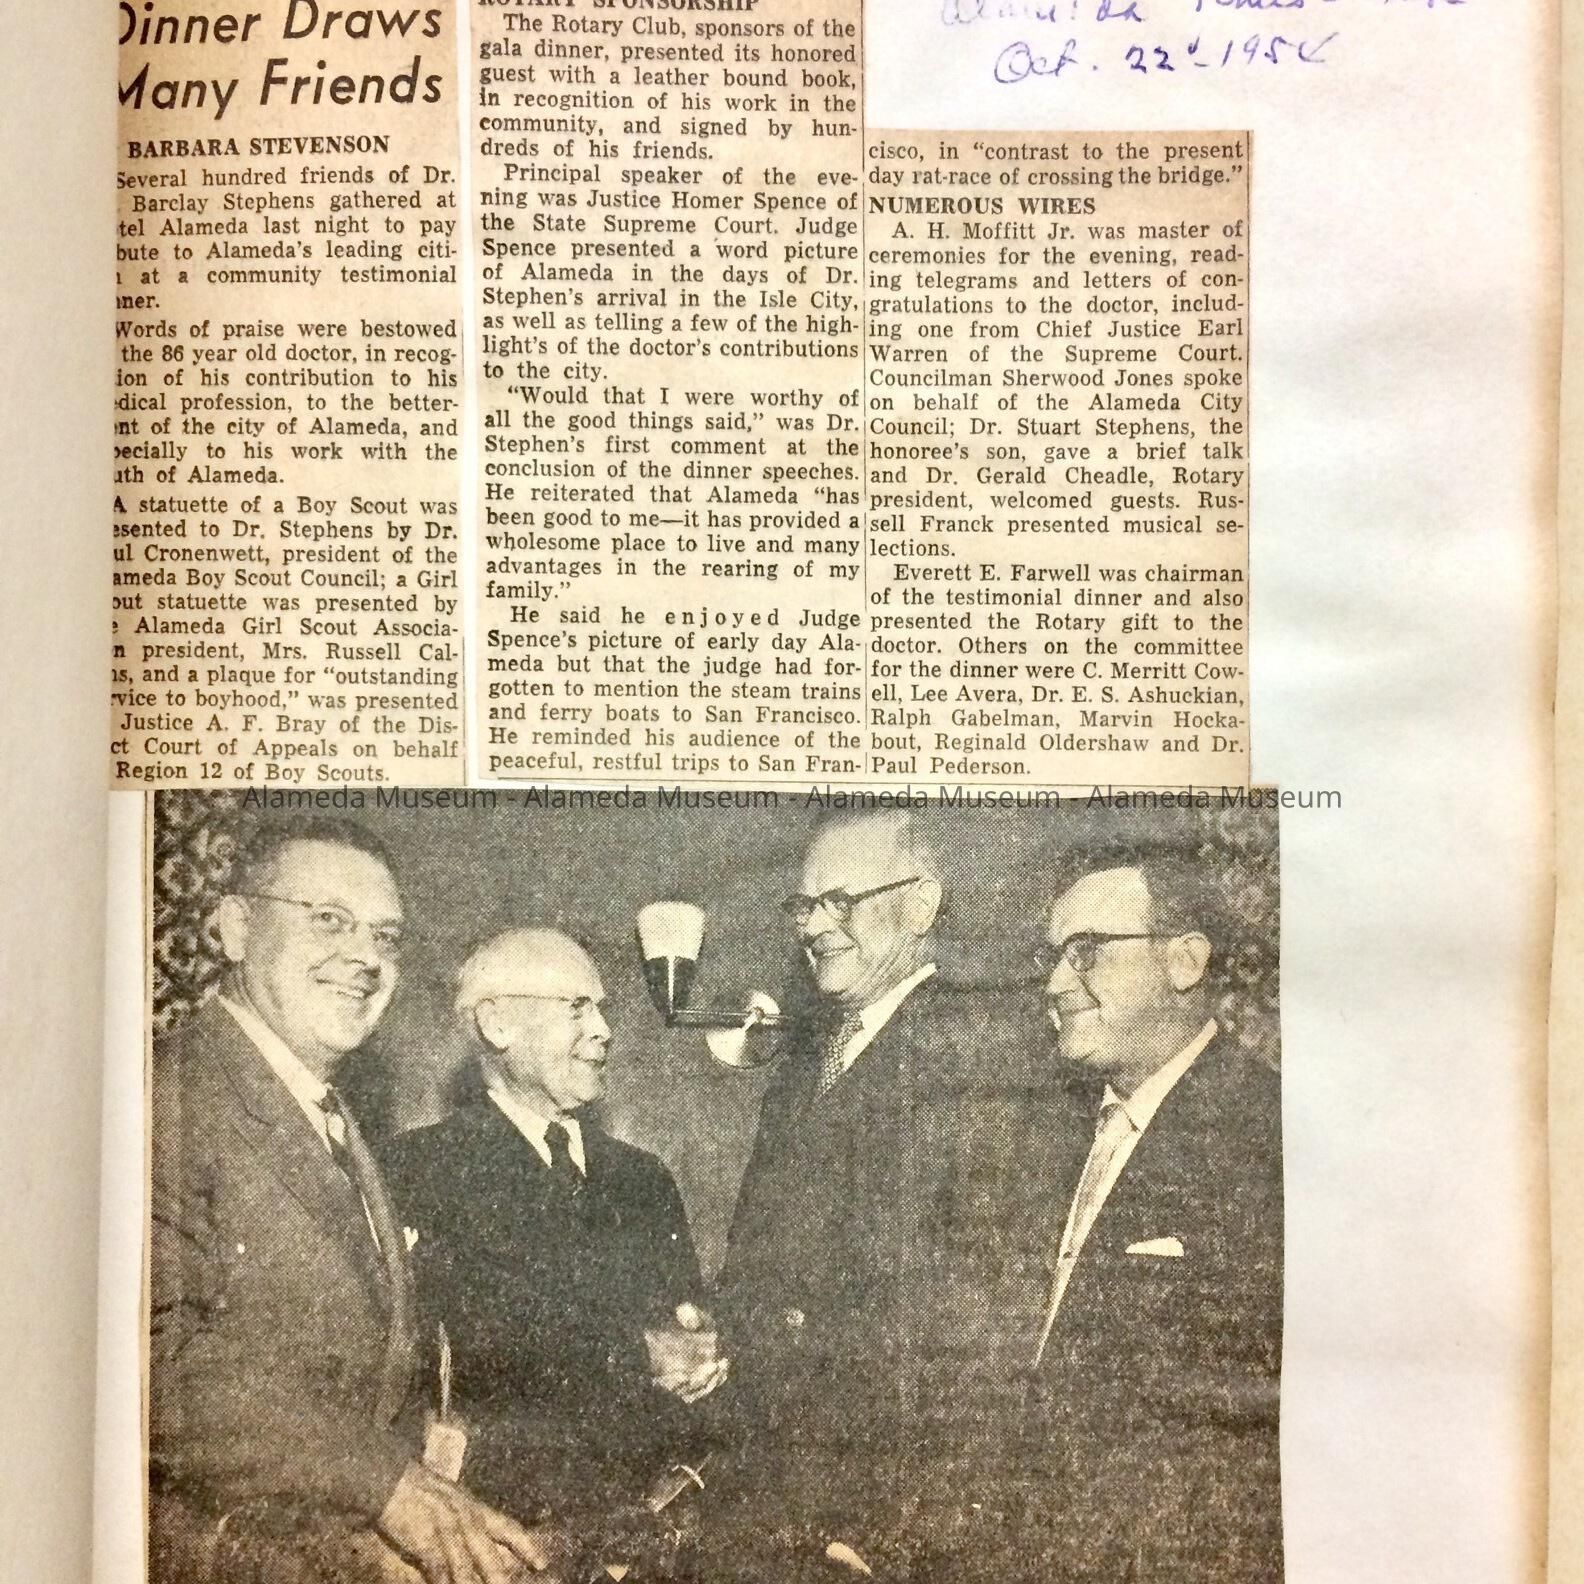 Dinner Draws
Many Friends
BARBARA STEVENSON
Several hundred friends of Dr.
. Barclay Stephens gathered at
tel Alameda last night to pay
bute to Alameda's leading citi-
at a community testimonial
ner.
Words of praise were bestowed
the 86 year old doctor, in recog-
ion of his contribution to his
edical profession, to the better-
nt of the city of Alameda, and
pecially to his work with the
uth of Alameda.
A statuette of a Boy Scout was
esented to Dr. Stephens by Dr.
ul Cronenwett, president of the
ameda Boy Scout Council; a Girl
out statuette was presented by
e Alameda Girl Scout Associa-
n president, Mrs. Russell Cal-
ns, and a plaque for "outstanding
rvice to boyhood," was presented
Justice A. F. Bray of the Dis-
ct Court of Appeals on behalf
Region 12 of Boy Scouts.
ROTARY SPONSORSHIP
The Rotary Club, sponsors of the
gala dinner, presented its honored
guest with a leather bound book,
in recognition of his work in the
community, and signed by hun-
dreds of his friends.
Principal speaker of the eve-
ning was Justice Homer Spence of
the State Supreme Court. Judge
Spence presented a word picture
of Alameda in the days of Dr.
Stephen's arrival in the Isle City,
as well as telling a few of the high-
light's of the doctor's contributions
to the city.
"Would that I were worthy of
all the good things said," was Dr.
Stephen's first comment at the
conclusion of the dinner speeches.
He reiterated that Alameda "has
been good to me—it has provided a
wholesome place to live and many
advantages in the rearing of my
family."
He said he enjoyed Judge
Spence's picture of early day Ala-
meda but that the judge had for-
gotten to mention the steam trains
and ferry boats to San Francisco.
He reminded his audience of the
peaceful, restful trips to San Fran-
Alameda Times-
Oct. 22d-1954
cisco, in "contrast to the present
day rat-race of crossing the bridge."
NUMEROUS WIRES
A. H. Moffitt Jr. was master of
ceremonies for the evening, read-
ing telegrams and letters of con-
gratulations to the doctor, includ-
ing one from Chief Justice Earl
Warren of the Supreme Court.
Councilman Sherwood Jones spoke
on behalf of the Alameda City
Council; Dr. Stuart Stephens, the
honoree's son, gave a brief talk
and Dr. Gerald Cheadle, Rotary
president, welcomed guests. Rus-
sell Franck presented musical se-
lections.
Everett E. Farwell was chairman
of the testimonial dinner and also
presented the Rotary gift to the
doctor. Others on the committee
for the dinner were C. Merritt Cow-
ell, Lee Avera, Dr. E. S. Ashuckian,
Ralph Gabelman, Marvin Hocka-
bout, Reginald Oldershaw and Dr.
Paul Pederson.
Alameda Museum - Alameda Museum - Alameda Museum - Alameda Museum